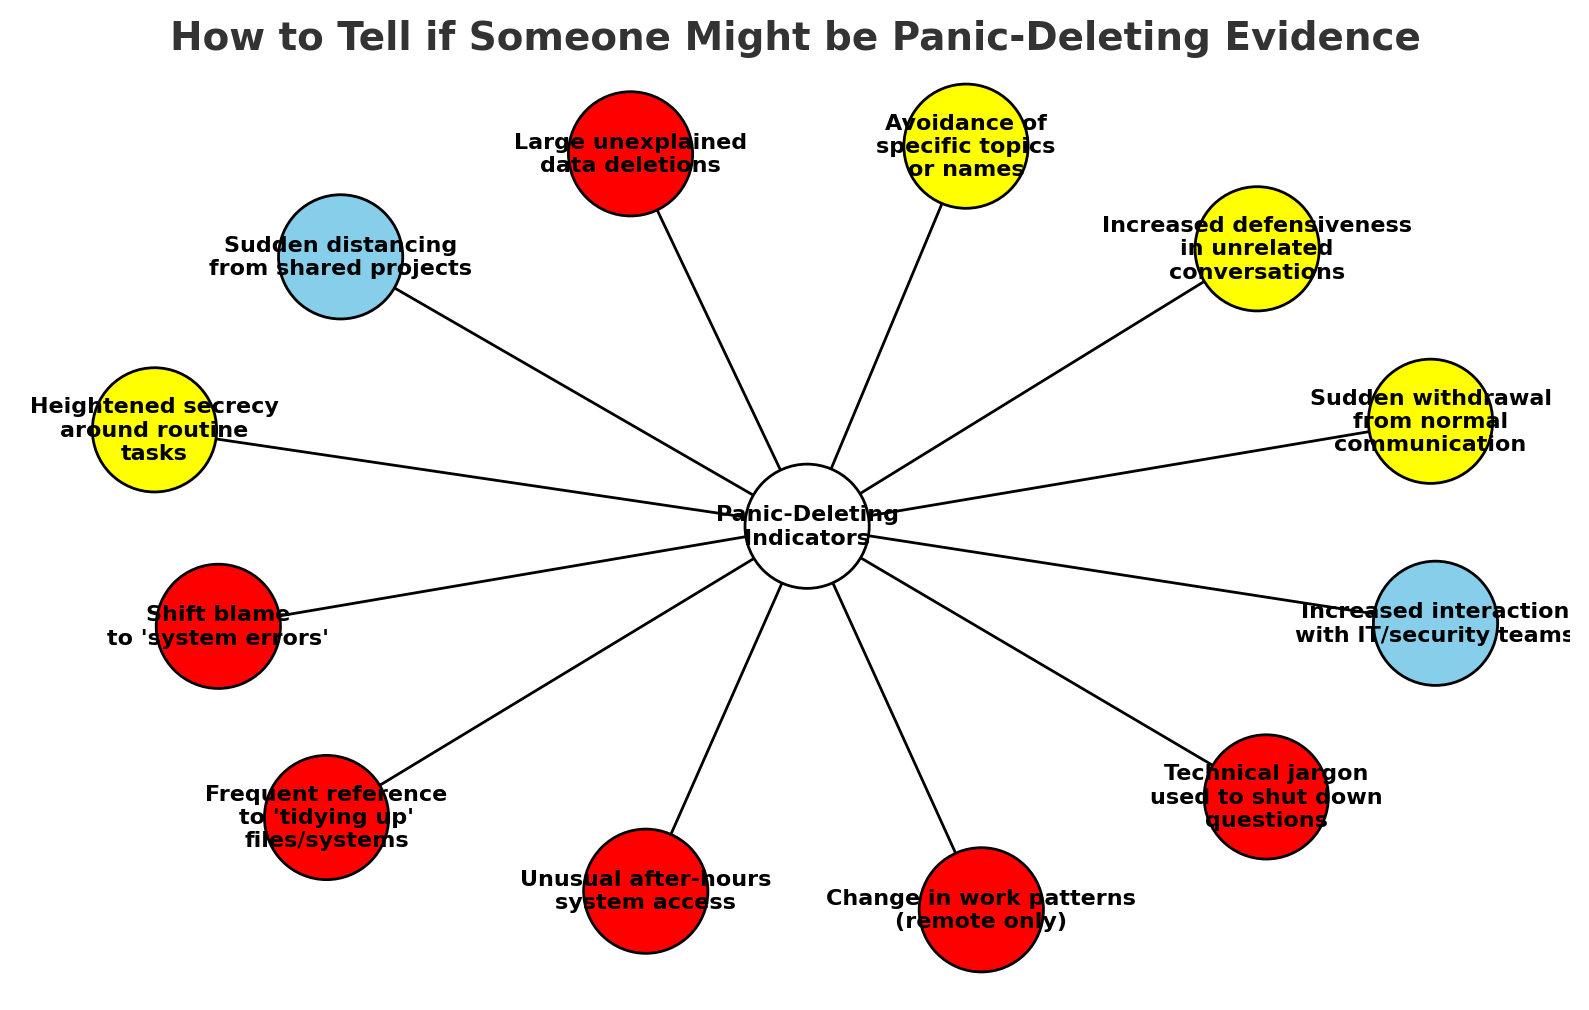 How to Tell if Someone Might be Panic-Deleting Evidence
Large unexplained
data deletions
Avoidance of
specific topics
or names
Sudden distancing
from shared projects
Increased defensiveness
in unrelated
conversations
Heightened secrecy
around routine
tasks
Sudden withdrawal
from normal
communication
Panic-Deleting
Indicators
Shift blame
to 'system errors'
Increased interaction
with IT/security teams
Frequent reference
to 'tidying up'
files/systems
Technical jargon
used to shut down
questions
Unusual after-hours
system access
Change in work patterns
(remote only)